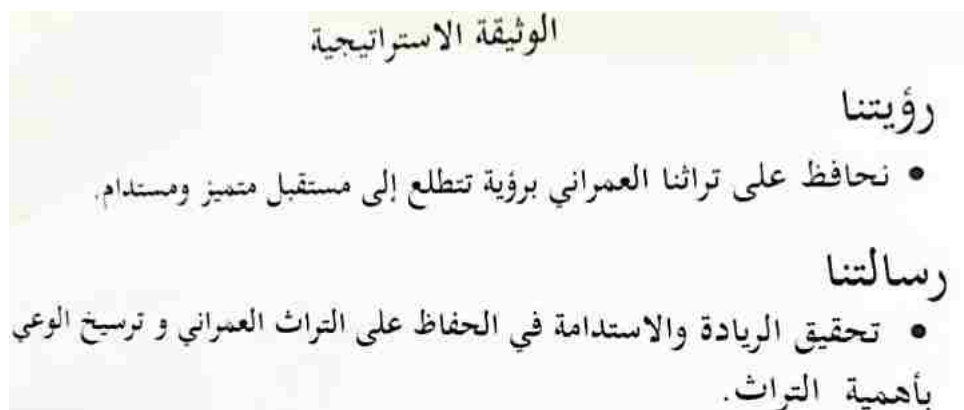 الوثيقة الاستراتيجية
رؤيتنا
• نحافظ على تراثنا العمراني برؤية تتطلع إلى مستقبل متميز ومستدام.
رسالتنا
• تحقيق الريادة والاستدامة في الحفاظ على التراث العمراني و ترسيخ الوعي
بأهمية التراث.